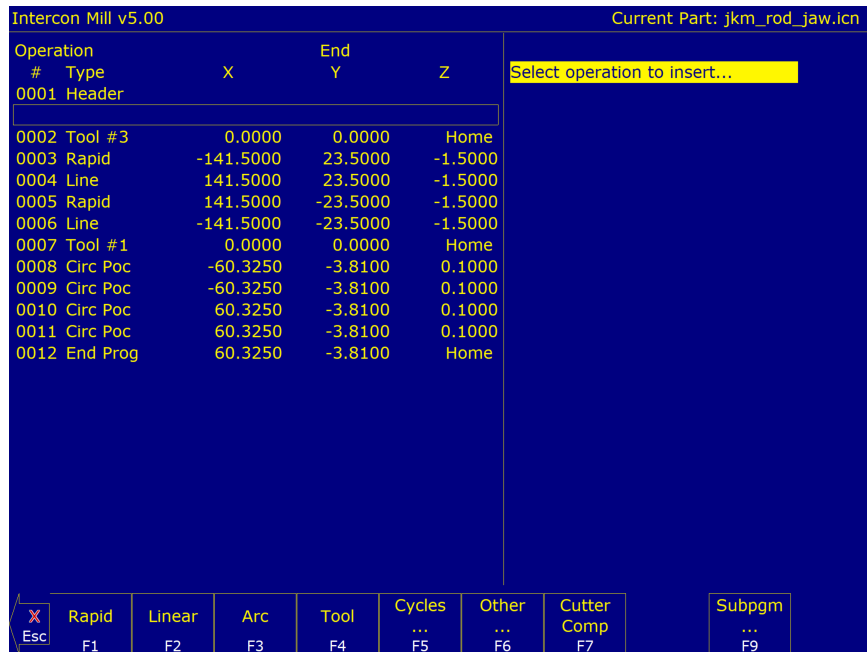 Intercon Mill v5.00 Current Part: jkm_rod_jaw.icn
Operation End
# Type X Y Z Select operation to insert...
0001 Header
0002 Tool #3 0.0000 0.0000 Home
0003 Rapid -141.5000 23.5000 -1.5000
0004 Line 141.5000 23.5000 -1.5000
0005 Rapid 141.5000 -23.5000 -1.5000
0006 Line -141.5000 -23.5000 -1.5000
0007 Tool #1 0.0000 0.0000 Home
0008 Circ Poc -60.3250 -3.8100 0.1000
0009 Circ Poc -60.3250 -3.8100 0.1000
0010 Circ Poc 60.3250 -3.8100 0.1000
0011 Circ Poc 60.3250 -3.8100 0.1000
0012 End Prog 60.3250 -3.8100 Home
X Rapid Linear Arc Tool Cycles ... Other ... Cutter Comp Subpgm ...
Esc F1 F2 F3 F4 F5 F6 F7 F9